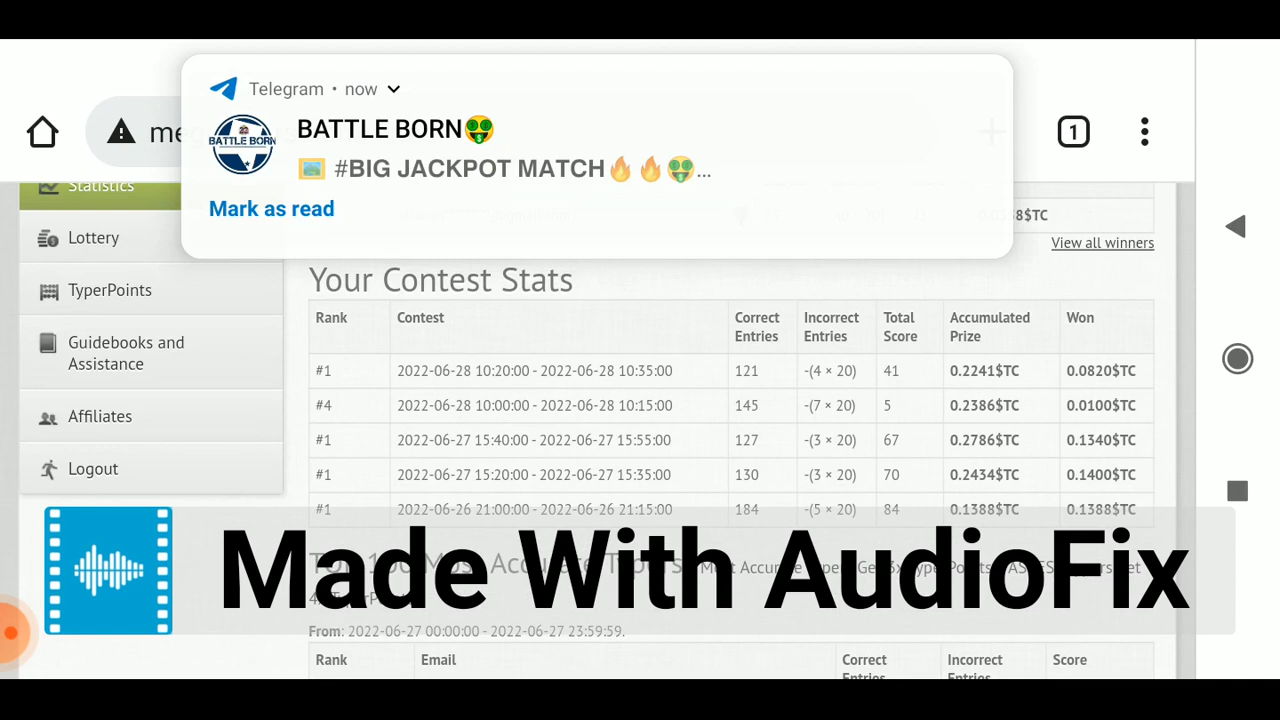 Telegram • now
BATTLE BORN🤑
BATTLE BORN
🖼️ #BIG JACKPOT MATCH🔥🔥🤑...
Mark as read
1
Statistics
Lottery
TyperPoints
Guidebooks and
Assistance
Affiliates
Logout
8$TC
View all winners
Your Contest Stats
Rank Contest Correct Entries Incorrect Entries Total Score Accumulated Prize Won
#1 2022-06-28 10:20:00 - 2022-06-28 10:35:00 121 -(4 × 20) 41 0.2241$TC 0.0820$TC
#4 2022-06-28 10:00:00 - 2022-06-28 10:15:00 145 -(7 × 20) 5 0.2386$TC 0.0100$TC
#1 2022-06-27 15:40:00 - 2022-06-27 15:55:00 127 -(3 × 20) 67 0.2786$TC 0.1340$TC
#1 2022-06-27 15:20:00 - 2022-06-27 15:35:00 130 -(3 × 20) 70 0.2434$TC 0.1400$TC
#1 2022-06-26 21:00:00 - 2022-06-26 21:15:00 184 -(5 × 20) 84 0.1388$TC 0.1388$TC
Made With AudioFix
From: 2022-06-27 00:00:00 - 2022-06-27 23:59:59.
Rank Email Correct Entries Incorrect Entries Score